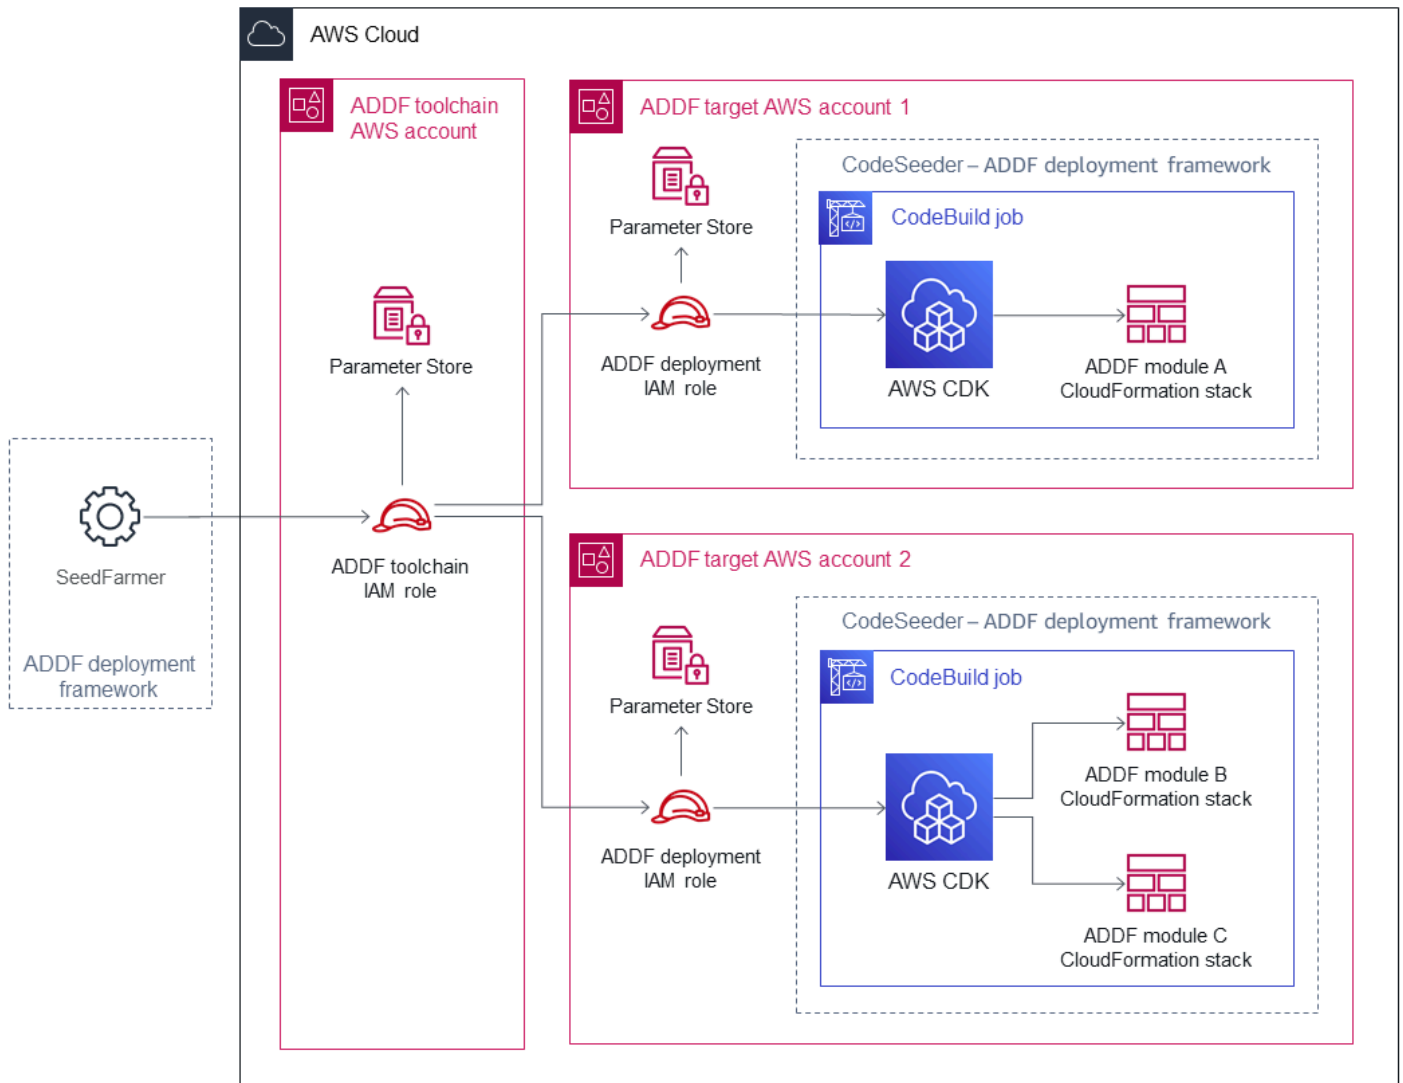 AWS Cloud
ADDF toolchain
AWS account
Parameter Store
ADDF toolchain
IAM role
SeedFarmer
ADDF deployment
framework
ADDF target AWS account 1
Parameter Store
ADDF deployment
IAM role
CodeSeeder – ADDF deployment framework
CodeBuild job
AWS CDK
ADDF module A
CloudFormation stack
ADDF target AWS account 2
Parameter Store
ADDF deployment
IAM role
CodeSeeder – ADDF deployment framework
CodeBuild job
AWS CDK
ADDF module B
CloudFormation stack
ADDF module C
CloudFormation stack